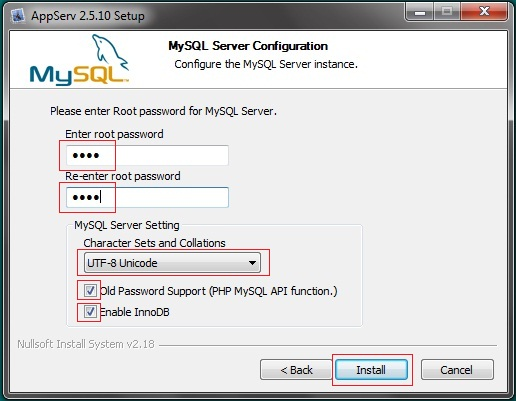 AppServ 2.5.10 Setup
MySQL Server Configuration
Configure the MySQL Server instance.
MySQL
Please enter Root password for MySQL Server.
Enter root password
••••
Re-enter root password
••••
MySQL Server Setting
Character Sets and Collations
UTF-8 Unicode
Old Password Support (PHP MySQL API function.)
Enable InnoDB
Nullsoft Install System v2.18
< Back
Install
Cancel